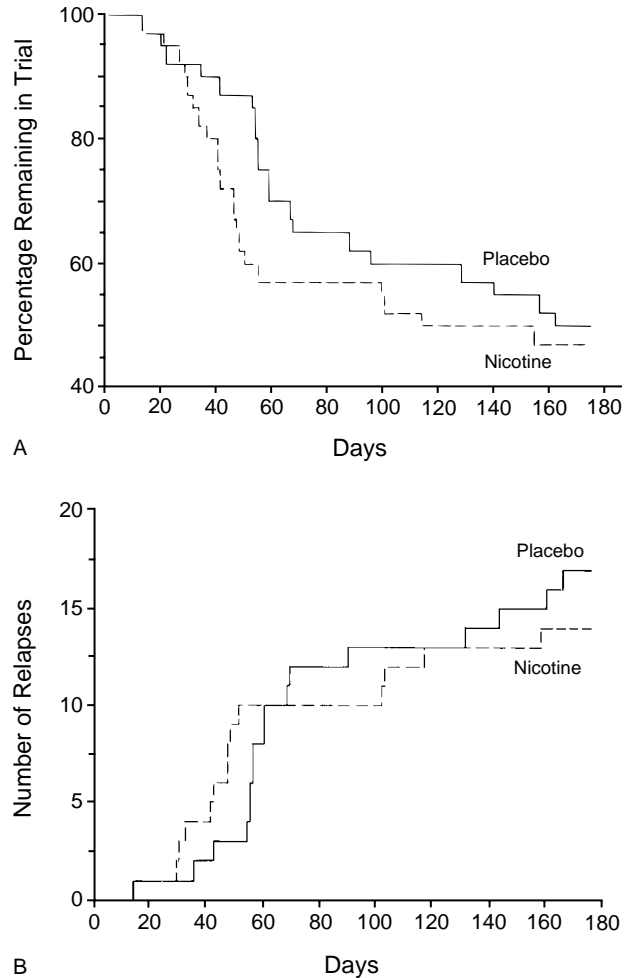 Percentage Remaining in Trial
100
80
60
40
Placebo
Nicotine
0 20 40 60 80 100 120 140 160 180
A
Days
Number of Relapses
20
15
10
5
0
Placebo
Nicotine
0 20 40 60 80 100 120 140 160 180
B
Days